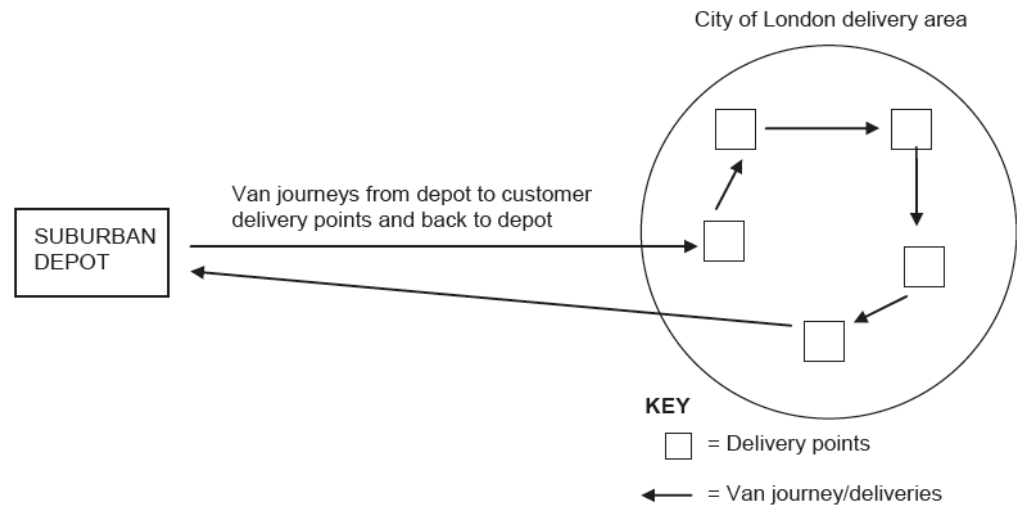 City of London delivery area
Van journeys from depot to customer
delivery points and back to depot
SUBURBAN
DEPOT
KEY
= Delivery points
= Van journey/deliveries